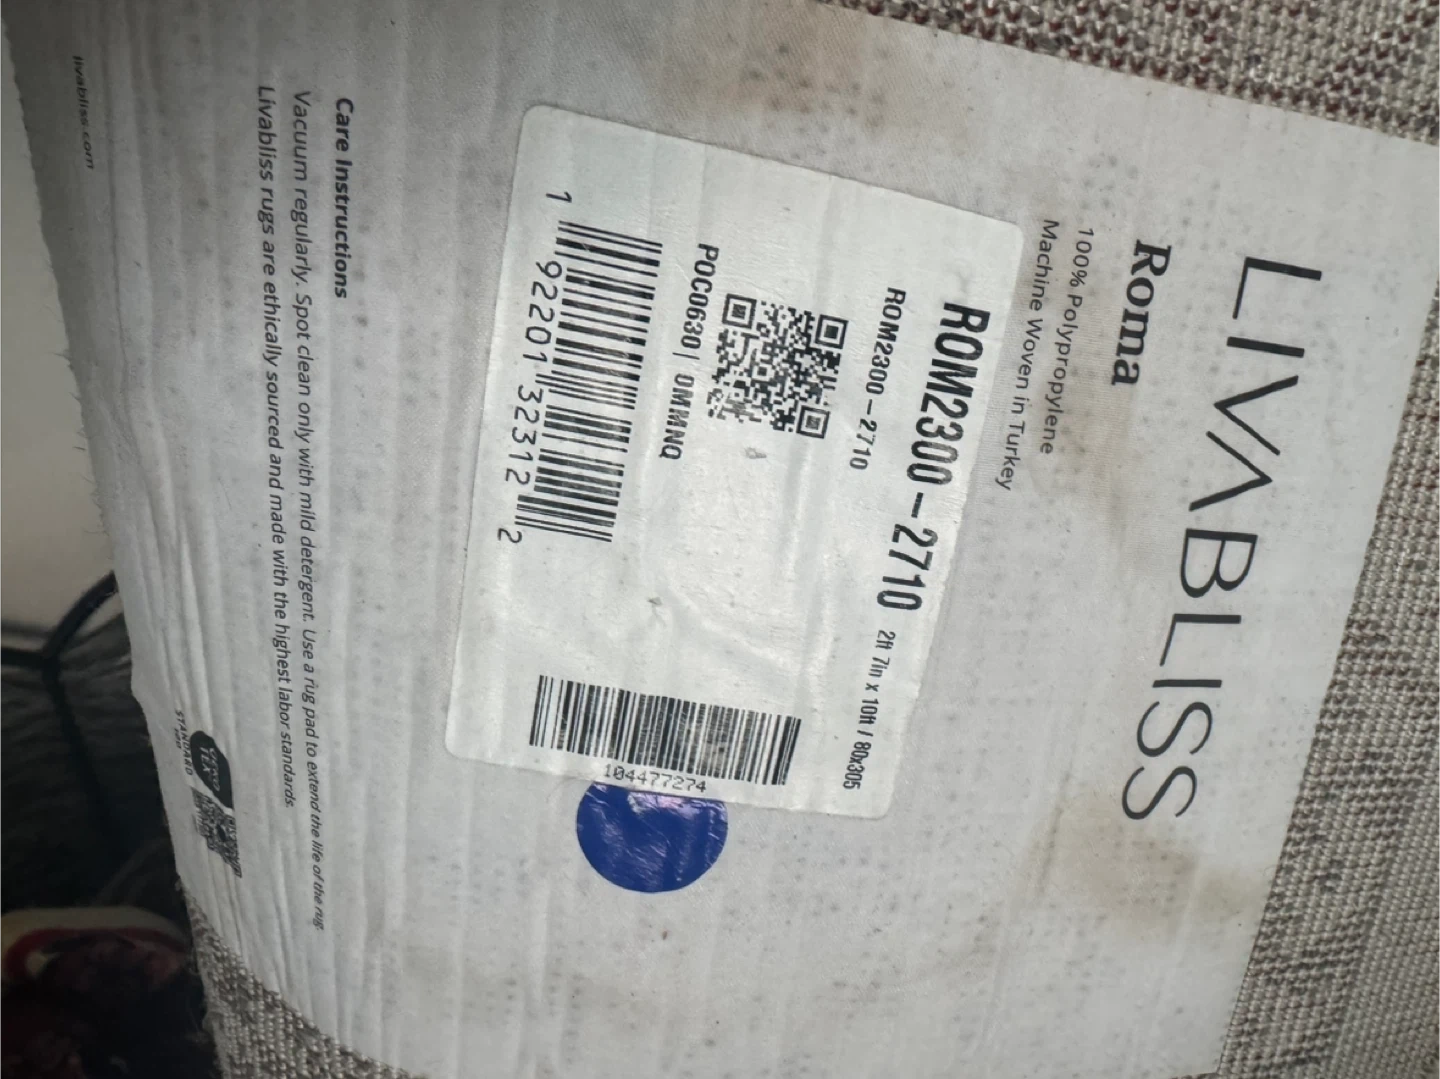 LIVABLISS
Roma
100% Polypropylene
Machine Woven in Turkey
ROM2300-2710 2ft 7in x 10ft / 80x305
ROM2300-2710
POC0630| 0MMNQ
1 92201 32312 2
104477274
Care Instructions
Vacuum regularly. Spot clean only with mild detergent. Use a rug pad to extend the life of the rug.
Livabliss rugs are ethically sourced and made with the highest labor standards.
STANDARD
livabliss.com